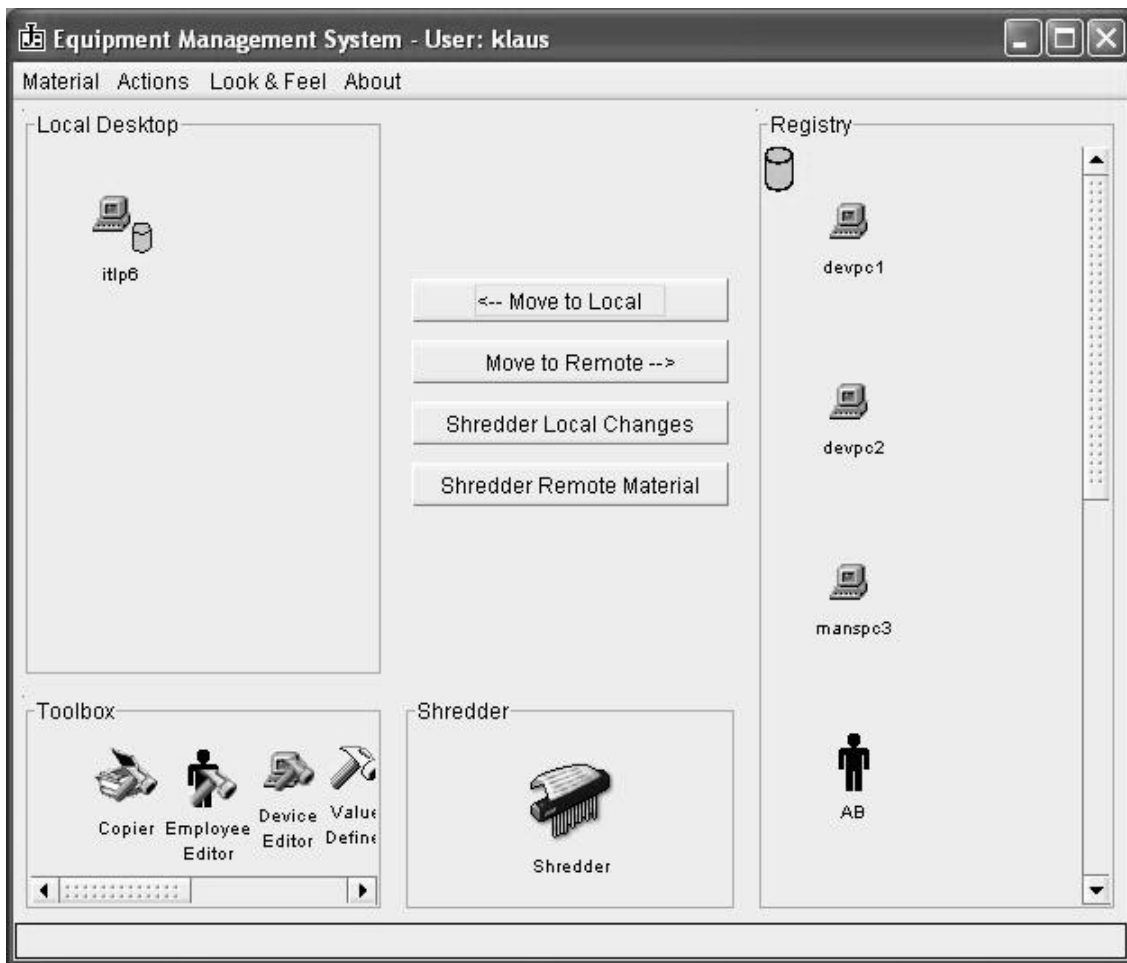 Equipment Management System - User: klaus
Material Actions Look & Feel About
Local Desktop
itlp6
<-- Move to Local
Move to Remote -->
Shredder Local Changes
Shredder Remote Material
Registry
devpc1
devpc2
manspc3
AB
Toolbox
Copier
Employee
Editor
Device
Editor
Value
Define
Shredder
Shredder